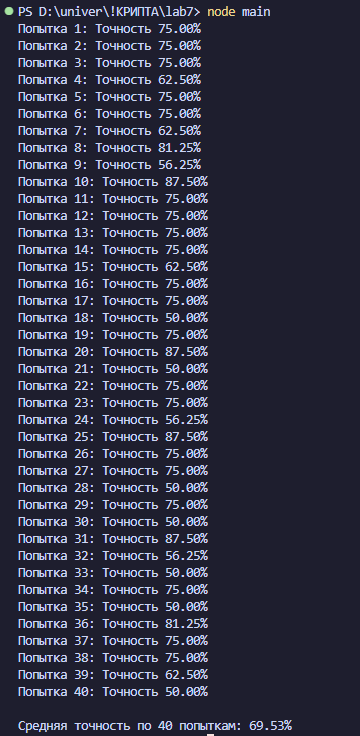 PS D:\univer\!КРИПТА\lab7> node main
Попытка 1: Точность 75.00%
Попытка 2: Точность 75.00%
Попытка 3: Точность 75.00%
Попытка 4: Точность 62.50%
Попытка 5: Точность 75.00%
Попытка 6: Точность 75.00%
Попытка 7: Точность 62.50%
Попытка 8: Точность 81.25%
Попытка 9: Точность 56.25%
Попытка 10: Точность 87.50%
Попытка 11: Точность 75.00%
Попытка 12: Точность 75.00%
Попытка 13: Точность 75.00%
Попытка 14: Точность 75.00%
Попытка 15: Точность 62.50%
Попытка 16: Точность 75.00%
Попытка 17: Точность 75.00%
Попытка 18: Точность 50.00%
Попытка 19: Точность 75.00%
Попытка 20: Точность 87.50%
Попытка 21: Точность 50.00%
Попытка 22: Точность 75.00%
Попытка 23: Точность 75.00%
Попытка 24: Точность 56.25%
Попытка 25: Точность 87.50%
Попытка 26: Точность 75.00%
Попытка 27: Точность 75.00%
Попытка 28: Точность 50.00%
Попытка 29: Точность 75.00%
Попытка 30: Точность 50.00%
Попытка 31: Точность 87.50%
Попытка 32: Точность 56.25%
Попытка 33: Точность 50.00%
Попытка 34: Точность 75.00%
Попытка 35: Точность 50.00%
Попытка 36: Точность 81.25%
Попытка 37: Точность 75.00%
Попытка 38: Точность 75.00%
Попытка 39: Точность 62.50%
Попытка 40: Точность 50.00%
Средняя точность по 40 попыткам: 69.53%